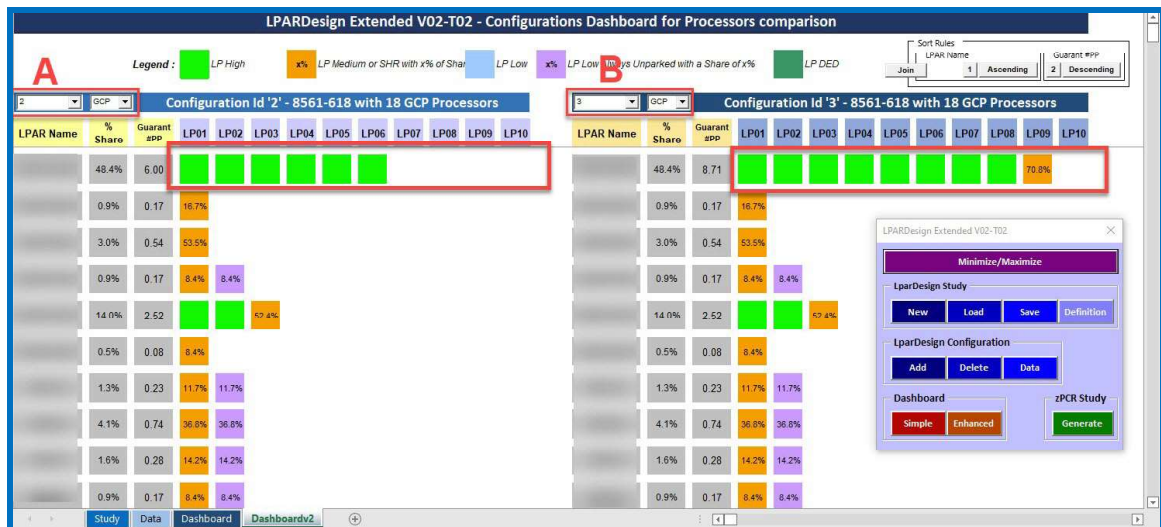 LPARDesign Extended V02-T02 - Configurations Dashboard for Processors comparison
Legend :
LP High
x%
LP Medium or SHR with x% of Shar
LP Low
x%
LP Low Always Unparked with a Share of x%
LP DED
Sort Rules
LPAR Name
Guarant #PP
Join
1
Ascending
2
Descending
A
B
2
GCP
Configuration Id '2' - 8561-618 with 18 GCP Processors
LPAR Name % Share Guarant #PP LP01 LP02 LP03 LP04 LP05 LP06 LP07 LP08 LP09 LP10
48.4% 6.00
0.9% 0.17 16.7%
3.0% 0.54 53.5%
0.9% 0.17 8.4% 8.4%
14.0% 2.52 52.4%
0.5% 0.08 8.4%
1.3% 0.23 11.7% 11.7%
4.1% 0.74 36.8% 36.8%
1.6% 0.28 14.2% 14.2%
0.9% 0.17 8.4% 8.4%
3
GCP
Configuration Id '3' - 8561-618 with 18 GCP Processors
LPAR Name % Share Guarant #PP LP01 LP02 LP03 LP04 LP05 LP06 LP07 LP08 LP09 LP10
48.4% 8.71 70.8%
0.9% 0.17 16.7%
3.0% 0.54 53.5%
0.9% 0.17 8.4% 8.4%
14.0% 2.52 52.4%
0.5% 0.08 8.4%
1.3% 0.23 11.7% 11.7%
4.1% 0.74 36.8% 36.8%
1.6% 0.28 14.2% 14.2%
0.9% 0.17 8.4% 8.4%
LPARDesign Extended V02-T02
Minimize/Maximize
LparDesign Study
New Load Save Definition
LparDesign Configuration
Add Delete Data
Dashboard
Simple Enhanced
zPCR Study
Generate
Study Data Dashboard Dashboardv2